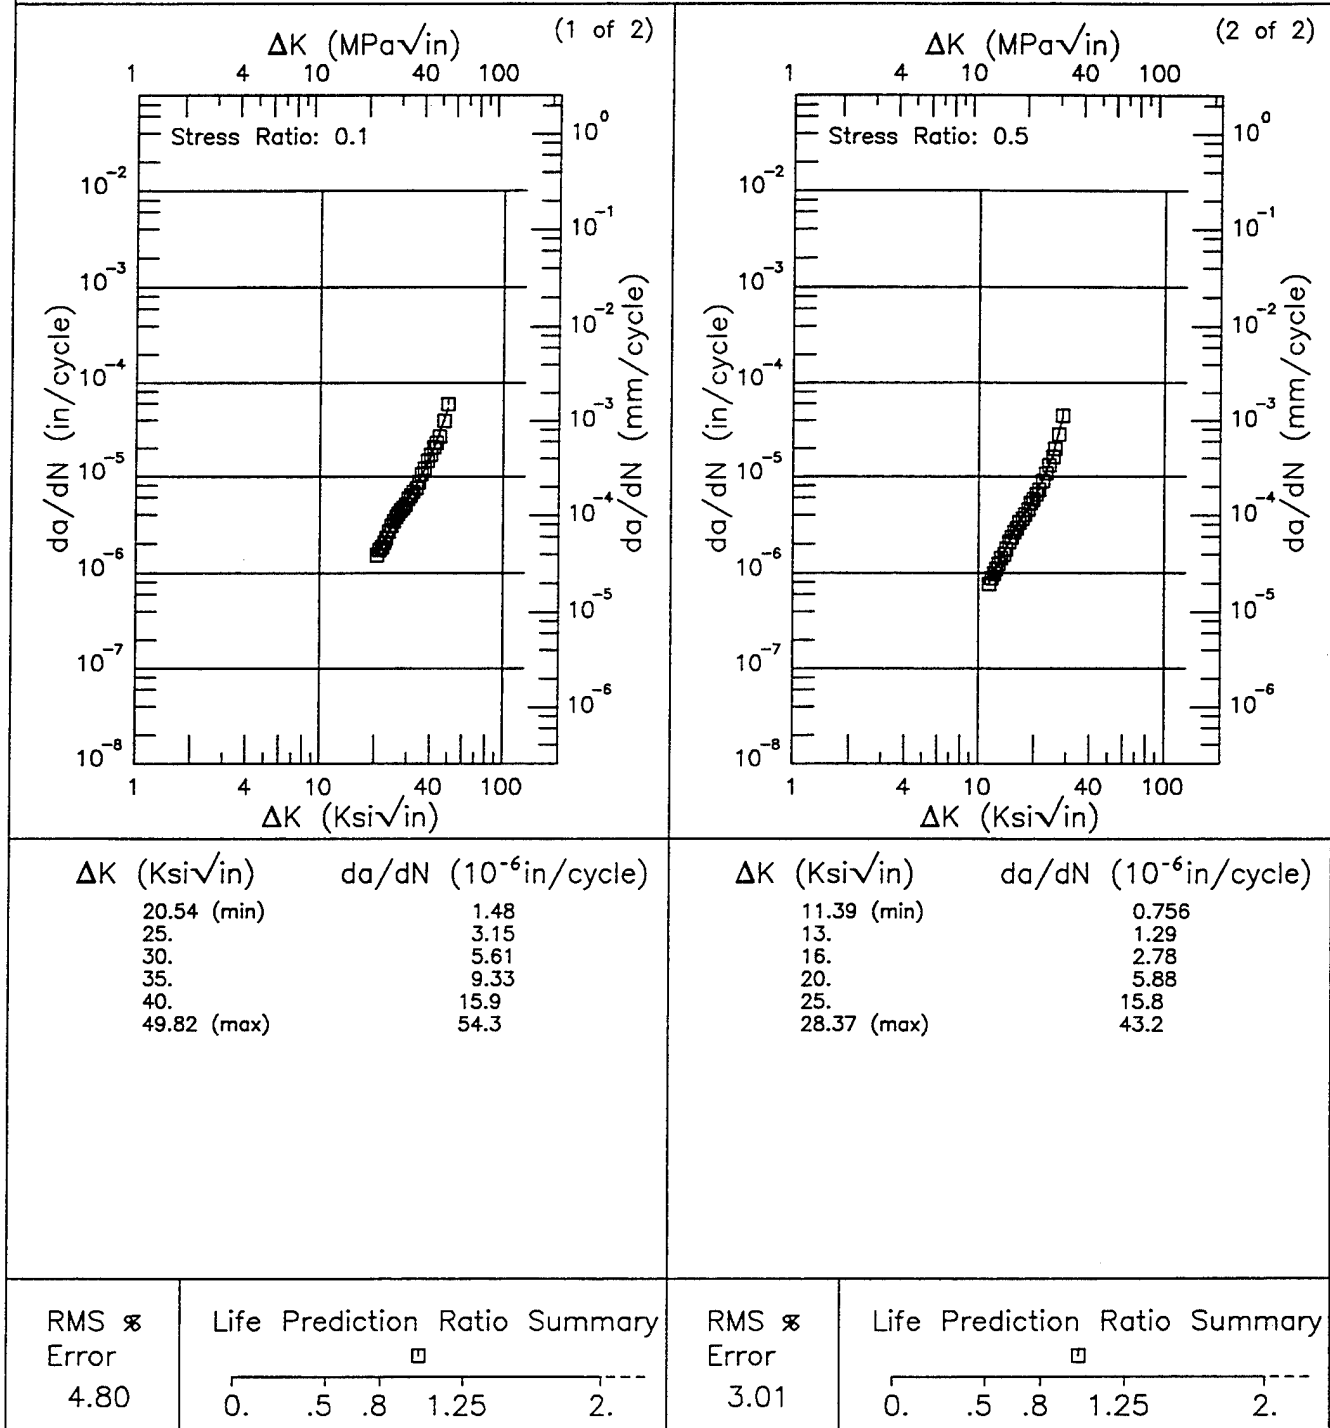 (1 of 2)
ΔK (MPa√in)
1 4 10 40 100
Stress Ratio: 0.1
10⁻²
10⁻³
10⁻⁴
10⁻⁵
10⁻⁶
10⁻⁷
10⁻⁸
da/dN (in/cycle)
10⁰
10⁻¹
10⁻²
10⁻³
10⁻⁴
10⁻⁵
10⁻⁶
da/dN (mm/cycle)
1 4 10 40 100
ΔK (Ksi√in)
(2 of 2)
ΔK (MPa√in)
1 4 10 40 100
Stress Ratio: 0.5
10⁻²
10⁻³
10⁻⁴
10⁻⁵
10⁻⁶
10⁻⁷
10⁻⁸
da/dN (in/cycle)
10⁰
10⁻¹
10⁻²
10⁻³
10⁻⁴
10⁻⁵
10⁻⁶
da/dN (mm/cycle)
1 4 10 40 100
ΔK (Ksi√in)
ΔK (Ksi√in) da/dN (10⁻⁶in/cycle)
20.54 (min) 1.48
25. 3.15
30. 5.61
35. 9.33
40. 15.9
49.82 (max) 54.3
ΔK (Ksi√in) da/dN (10⁻⁶in/cycle)
11.39 (min) 0.756
13. 1.29
16. 2.78
20. 5.88
25. 15.8
28.37 (max) 43.2
RMS %
Error
4.80
Life Prediction Ratio Summary
0. .5 .8 1.25 2.
RMS %
Error
3.01
Life Prediction Ratio Summary
0. .5 .8 1.25 2.